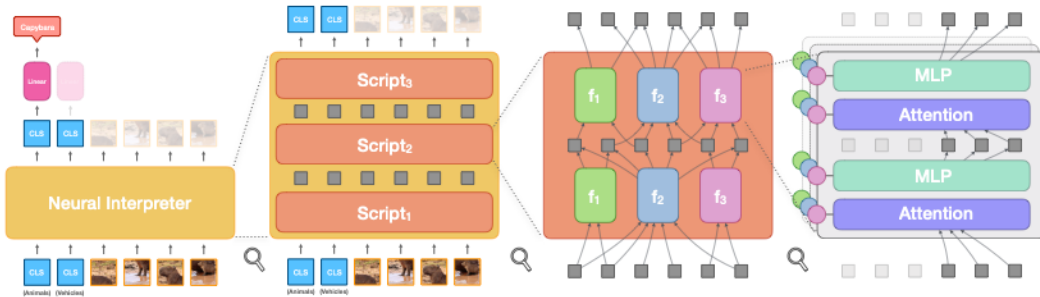 Capybara
Linear
CLS
CLS
Neural Interpreter
CLS
CLS
(Animals)
(Vehicles)
CLS
CLS
Script3
Script2
Script1
CLS
CLS
(Animals)
(Vehicles)
f1
f2
f3
f1
f2
f3
MLP
Attention
MLP
Attention